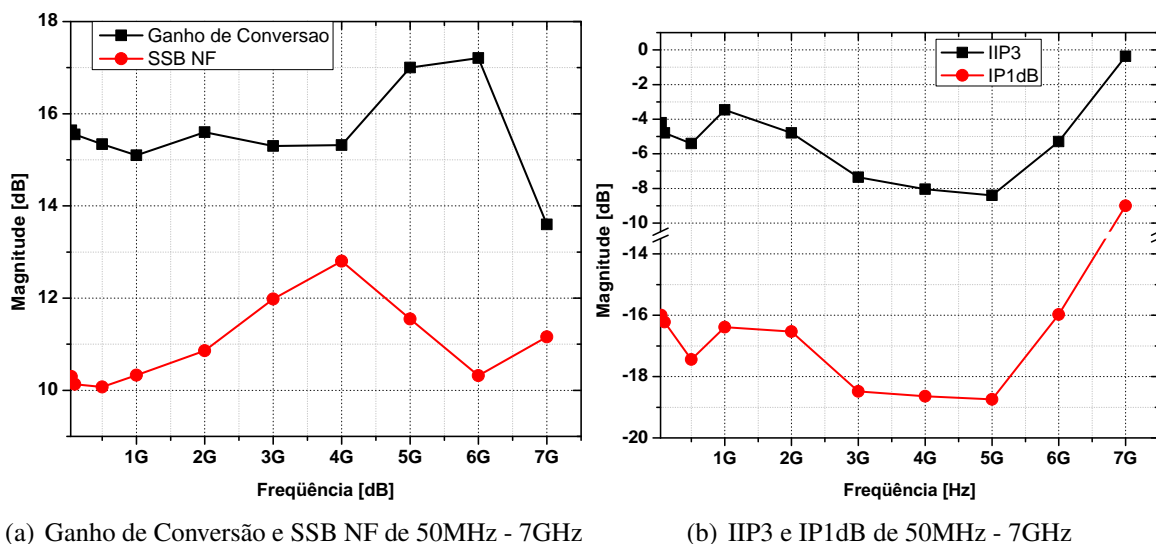 18
16
14
12
10
Magnitude [dB]
Ganho de Conversao
SSB NF
1G 2G 3G 4G 5G 6G 7G
Freqüência [dB]
0
-2
-4
-6
-8
-10
-14
-16
-18
-20
Magnitude [dB]
IIP3
IP1dB
1G 2G 3G 4G 5G 6G 7G
Freqüência [Hz]
(a) Ganho de Conversão e SSB NF de 50MHz - 7GHz
(b) IIP3 e IP1dB de 50MHz - 7GHz